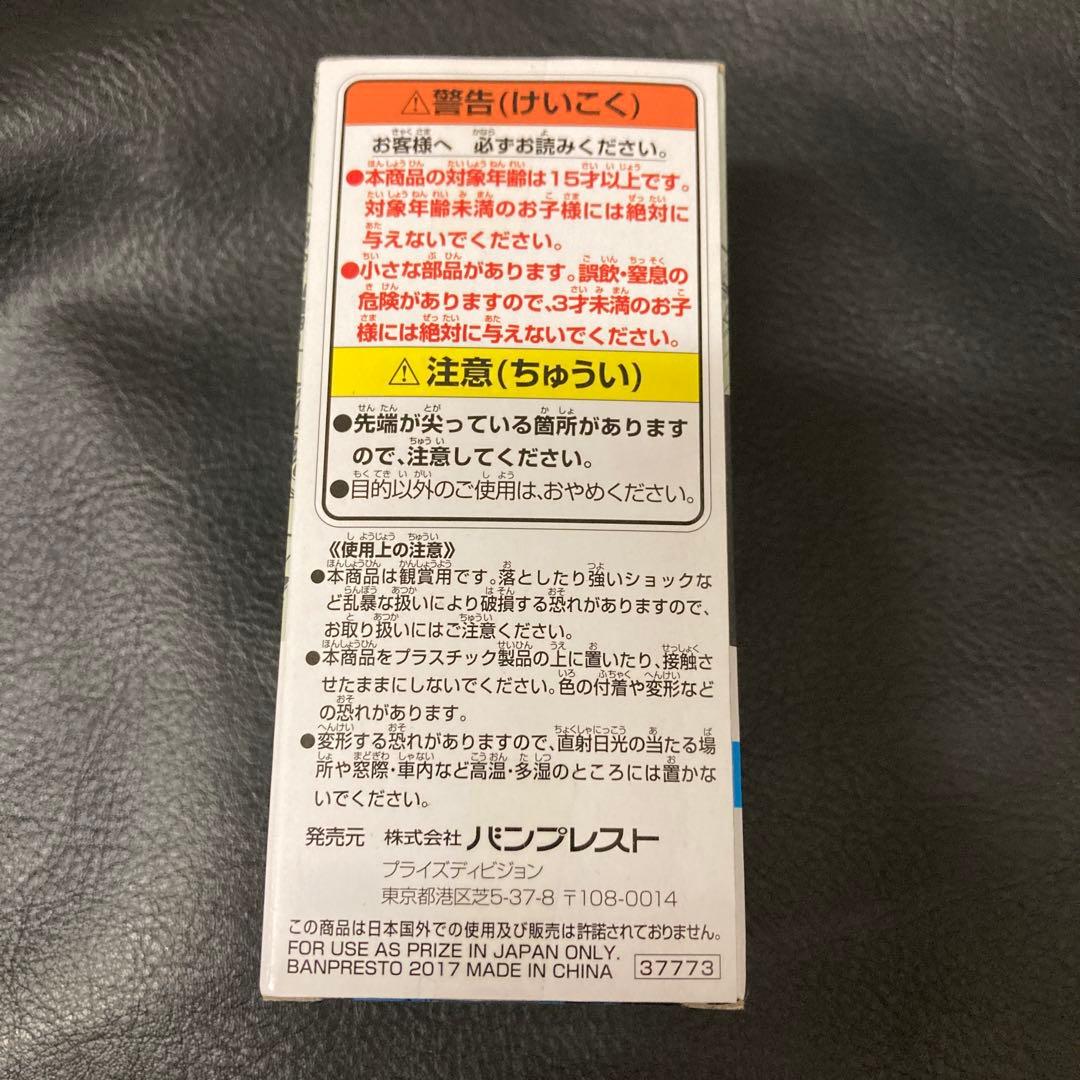 ⚠警告(けいこく)
お客様へ 必ずお読みください。
●本商品の対象年齢は15才以上です。
対象年齢未満のお子様には絶対に
与えないでください。
●小さな部品があります。誤飲・窒息の
危険がありますので、3才未満のお子
様には絶対に与えないでください。
⚠注意(ちゅうい)
●先端が尖っている箇所があります
ので、注意してください。
●目的以外のご使用は、おやめください。
《使用上の注意》
●本商品は観賞用です。落としたり強いショックな
ど乱暴な扱いにより破損する恐れがありますので、
お取り扱いにはご注意ください。
●本商品をプラスチック製品の上に置いたり、接触さ
せたままにしないでください。色の付着や変形など
の恐れがあります。
●変形する恐れがありますので、直射日光の当たる場
所や窓際・車内など高温・多湿のところには置かな
いでください。
発売元 株式会社 バンプレスト
プライズディビジョン
東京都港区芝5-37-8 〒108-0014
この商品は日本国外での使用及び販売は許諾されておりません。
FOR USE AS PRIZE IN JAPAN ONLY.
BANPRESTO 2017 MADE IN CHINA 37773